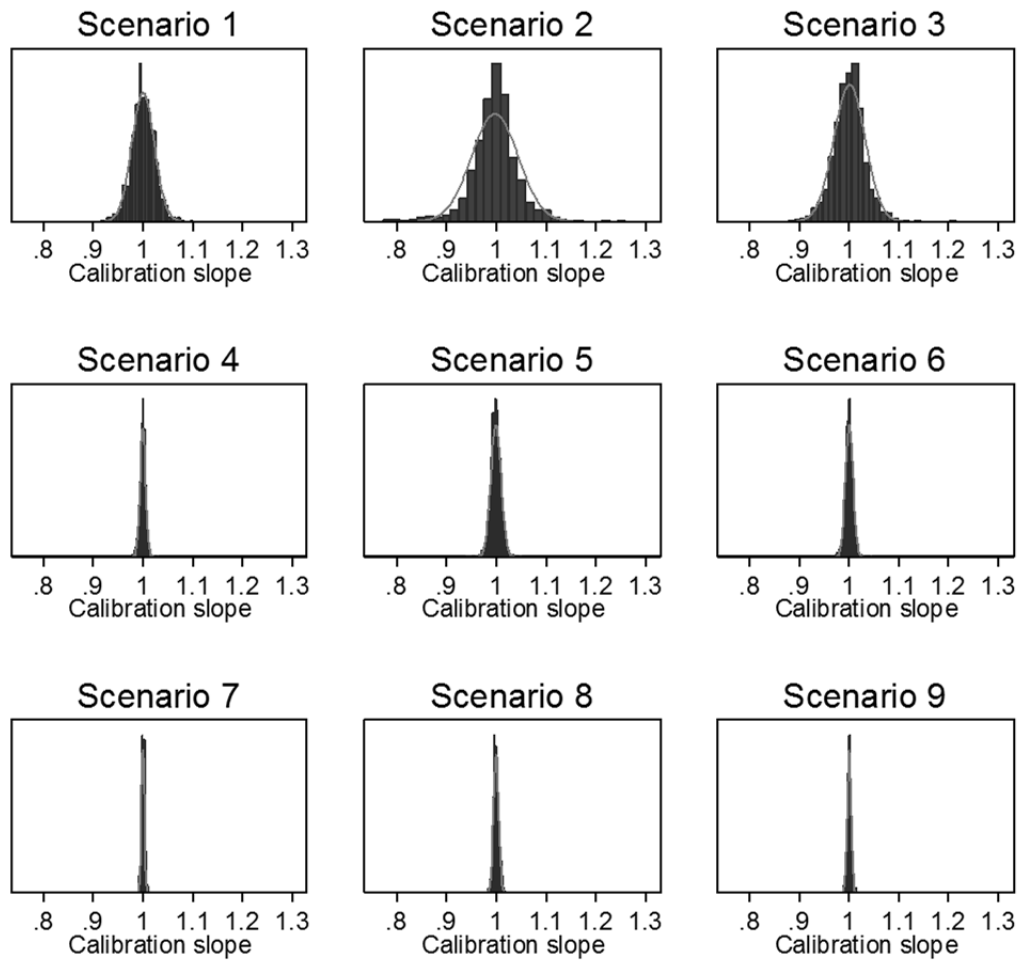 Scenario 1 Scenario 2 Scenario 3
.8 .9 1 1.1 1.2 1.3 .8 .9 1 1.1 1.2 1.3 .8 .9 1 1.1 1.2 1.3
Calibration slope Calibration slope Calibration slope
Scenario 4 Scenario 5 Scenario 6
.8 .9 1 1.1 1.2 1.3 .8 .9 1 1.1 1.2 1.3 .8 .9 1 1.1 1.2 1.3
Calibration slope Calibration slope Calibration slope
Scenario 7 Scenario 8 Scenario 9
.8 .9 1 1.1 1.2 1.3 .8 .9 1 1.1 1.2 1.3 .8 .9 1 1.1 1.2 1.3
Calibration slope Calibration slope Calibration slope